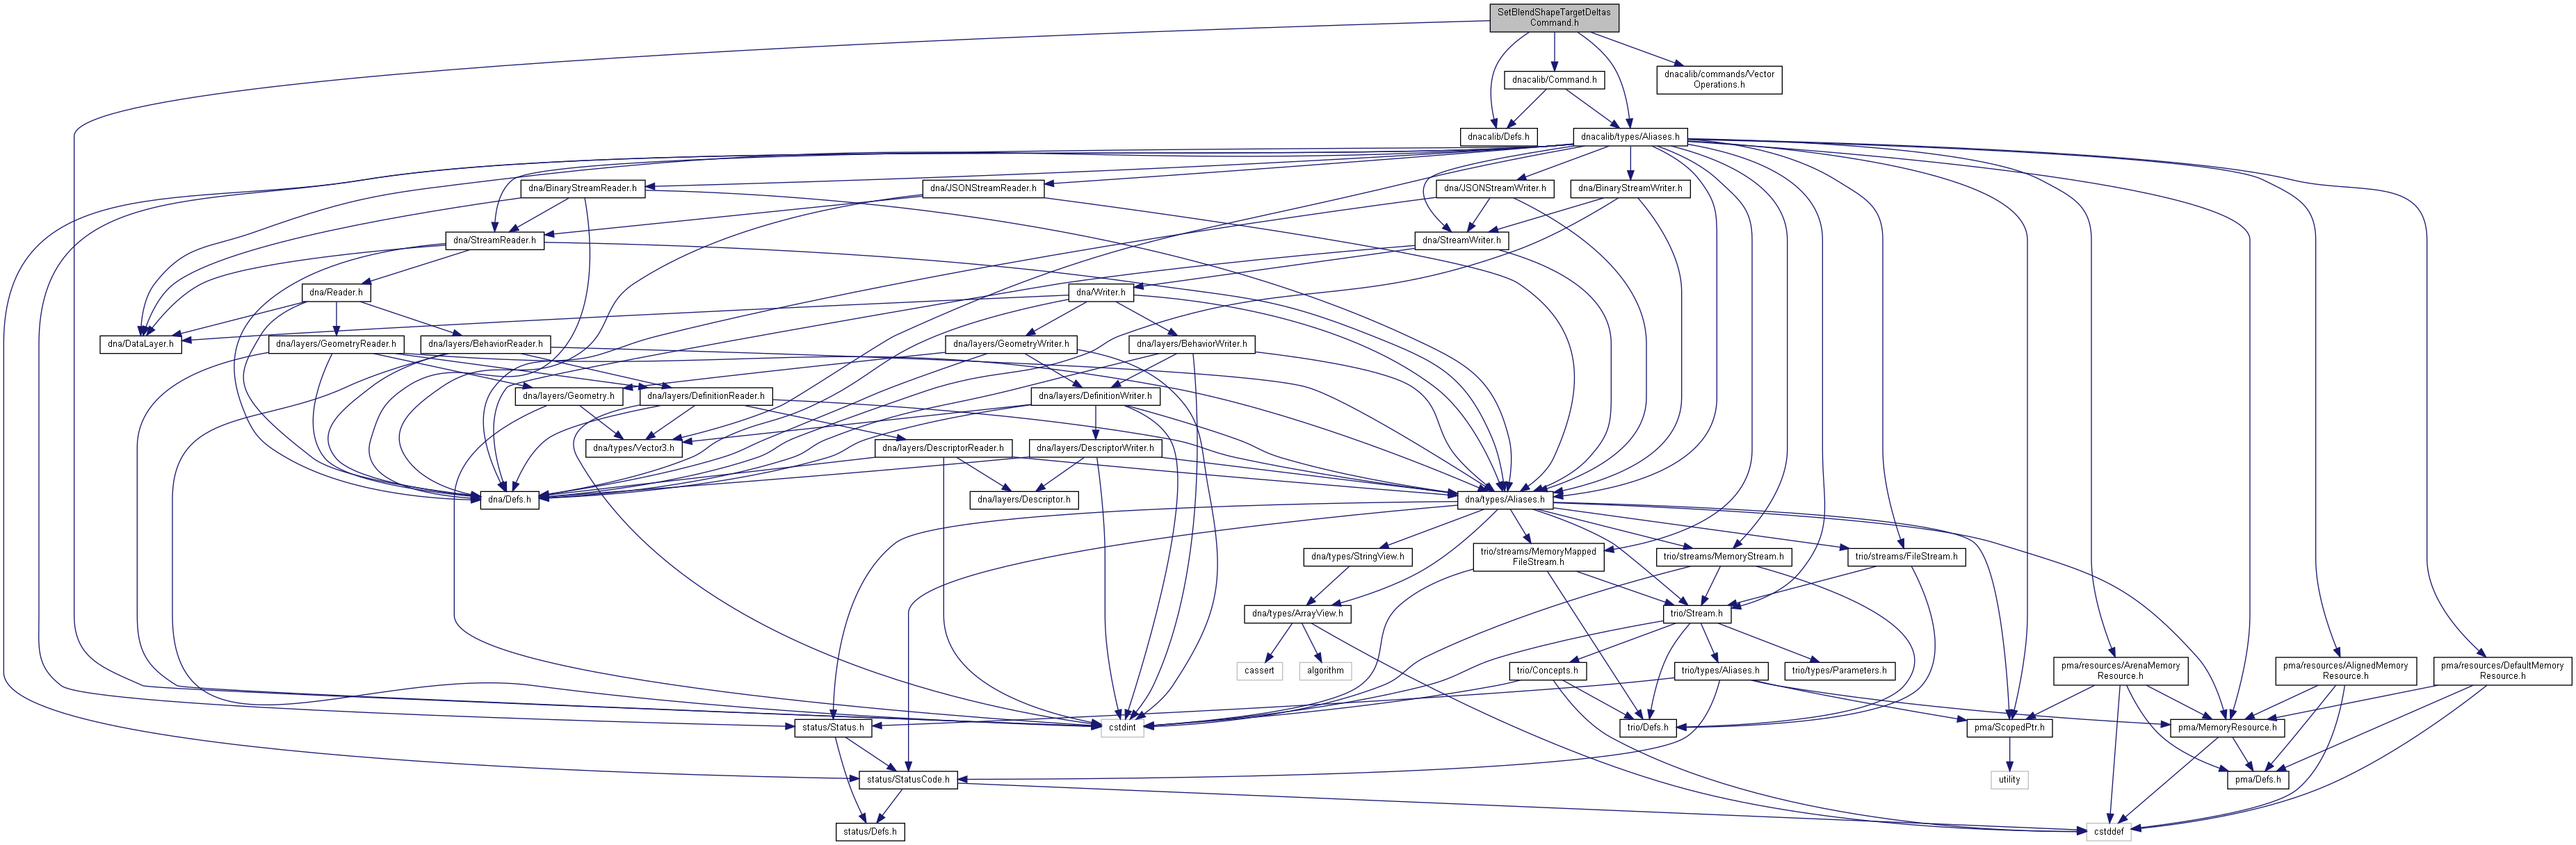 SetBlendShapeTargetDeltas
Command.h
dnacalib/Command.h
dnacalib/commands/Vector
Operations.h
dnacalib/Defs.h
dnacalib/types/Aliases.h
dna/BinaryStreamReader.h
dna/JSONStreamReader.h
dna/JSONStreamWriter.h
dna/BinaryStreamWriter.h
dna/StreamReader.h
dna/StreamWriter.h
dna/Reader.h
dna/Writer.h
dna/DataLayer.h
dna/layers/GeometryReader.h
dna/layers/BehaviorReader.h
dna/layers/GeometryWriter.h
dna/layers/BehaviorWriter.h
dna/layers/Geometry.h
dna/layers/DefinitionReader.h
dna/layers/DefinitionWriter.h
dna/types/Vector3.h
dna/layers/DescriptorReader.h
dna/layers/DescriptorWriter.h
dna/Defs.h
dna/layers/Descriptor.h
dna/types/Aliases.h
dna/types/StringView.h
trio/streams/MemoryMapped
FileStream.h
trio/streams/MemoryStream.h
trio/streams/FileStream.h
dna/types/ArrayView.h
trio/Stream.h
cassert
algorithm
trio/Concepts.h
trio/types/Aliases.h
trio/types/Parameters.h
pma/resources/ArenaMemory
Resource.h
pma/resources/AlignedMemory
Resource.h
pma/resources/DefaultMemory
Resource.h
status/Status.h
cstdint
trio/Defs.h
pma/ScopedPtr.h
pma/MemoryResource.h
status/StatusCode.h
utility
pma/Defs.h
status/Defs.h
cstddef